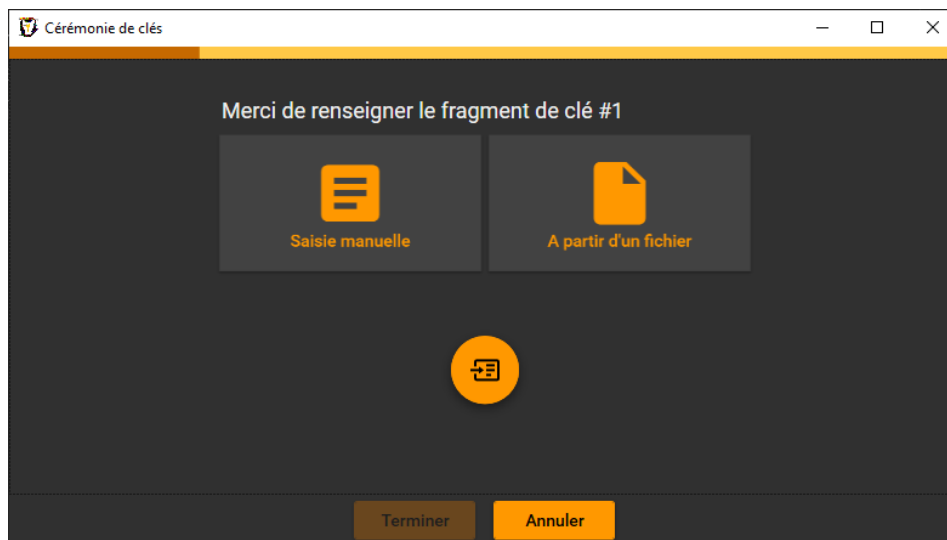 Cérémonie de clés
Merci de renseigner le fragment de clé #1
Saisie manuelle
A partir d'un fichier
Terminer
Annuler